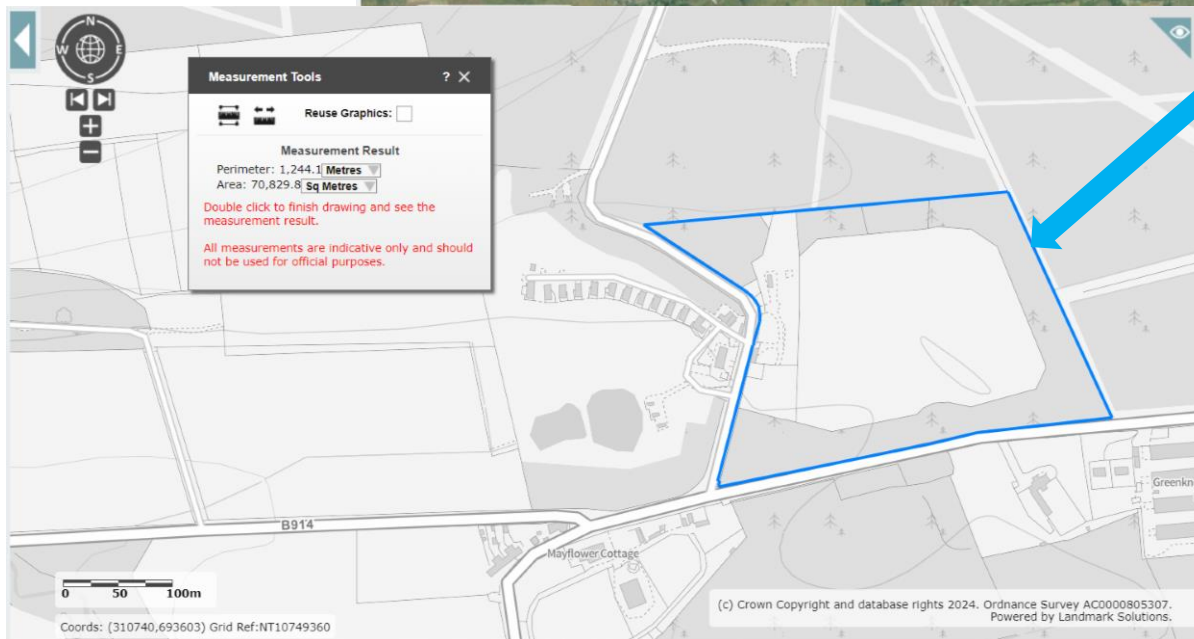 N
W E
S
Measurement Tools ? ×
Reuse Graphics:
Measurement Result
Perimeter: 1,244.1 Metres
Area: 70,829.8 Sq Metres
Double click to finish drawing and see the
measurement result.
All measurements are indicative only and should
not be used for official purposes.
B914
Mayflower Cottage
Greenkn
0 50 100m
Coords: (310740,693603) Grid Ref:NT10749360
(c) Crown Copyright and database rights 2024. Ordnance Survey AC0000805307.
Powered by Landmark Solutions.